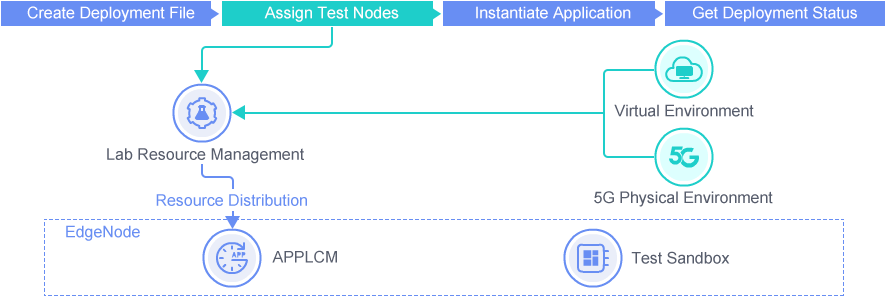 Create Deployment File
Assign Test Nodes
Instantiate Application
Get Deployment Status
Virtual Environment
Lab Resource Management
5G
5G Physical Environment
Resource Distribution
EdgeNode
APP
APPLCM
Test Sandbox